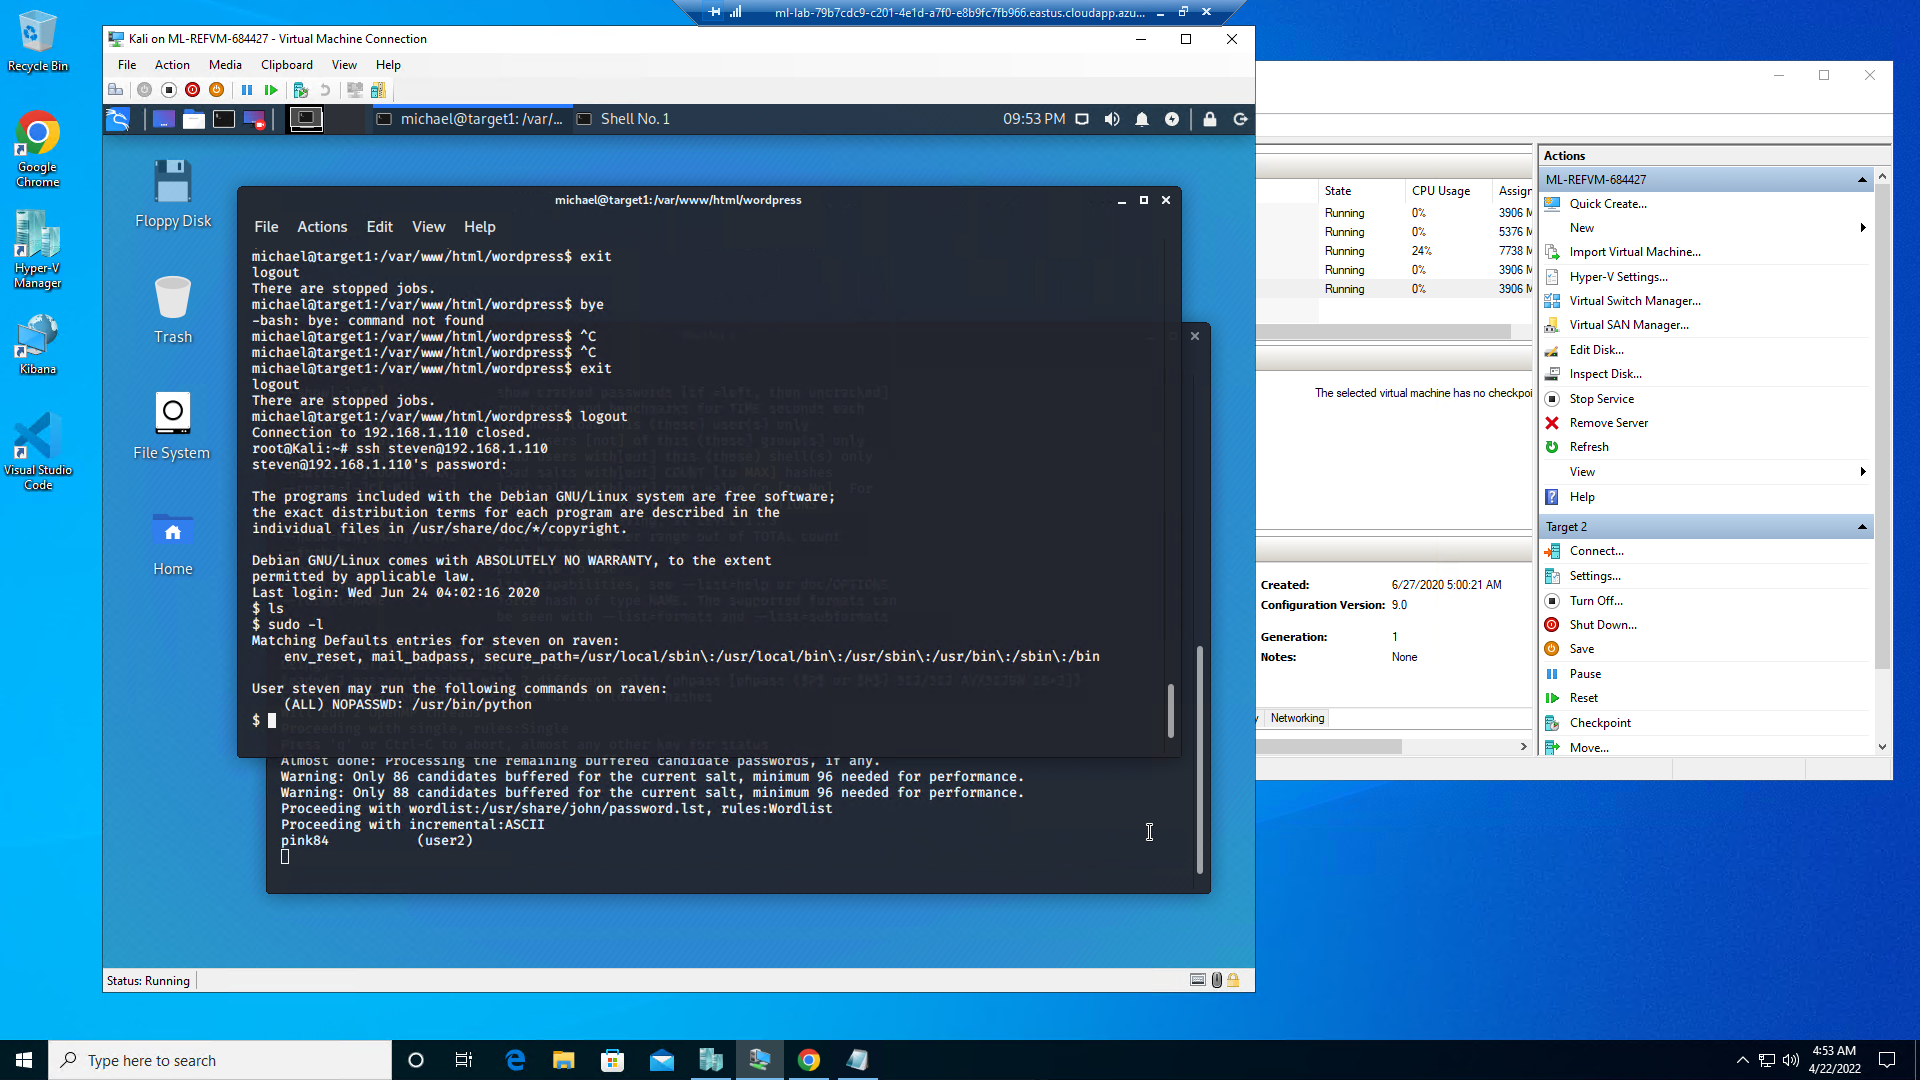 ml-lab-79b7cdc9-c201-4e1d-a7f0-e8b9fc7fb966.eastus.cloudapp.azu...
Recycle Bin
Google
Chrome
Hyper-V
Manager
Kibana
Visual Studio
Code
Kali on ML-REFVM-684427 - Virtual Machine Connection
File Action Media Clipboard View Help
michael@target1: /var/...
Shell No. 1
09:53 PM
Floppy Disk
Trash
File System
Home
michael@target1:/var/www/html/wordpress
File Actions Edit View Help
michael@target1:/var/www/html/wordpress$ exit
logout
There are stopped jobs.
michael@target1:/var/www/html/wordpress$ bye
-bash: bye: command not found
michael@target1:/var/www/html/wordpress$ ^C
michael@target1:/var/www/html/wordpress$ ^C
michael@target1:/var/www/html/wordpress$ exit
logout
There are stopped jobs.
michael@target1:/var/www/html/wordpress$ logout
Connection to 192.168.1.110 closed.
root@Kali:~# ssh steven@192.168.1.110
steven@192.168.1.110's password:
The programs included with the Debian GNU/Linux system are free software;
the exact distribution terms for each program are described in the
individual files in /usr/share/doc/*/copyright.
Debian GNU/Linux comes with ABSOLUTELY NO WARRANTY, to the extent
permitted by applicable law.
Last login: Wed Jun 24 04:02:16 2020
$ ls
$ sudo -l
Matching Defaults entries for steven on raven:
env_reset, mail_badpass, secure_path=/usr/local/sbin\:/usr/local/bin\:/usr/sbin\:/usr/bin\:/sbin\:/bin
User steven may run the following commands on raven:
(ALL) NOPASSWD: /usr/bin/python
$
Almost done: Processing the remaining buffered candidate passwords, if any.
Warning: Only 86 candidates buffered for the current salt, minimum 96 needed for performance.
Warning: Only 88 candidates buffered for the current salt, minimum 96 needed for performance.
Proceeding with wordlist:/usr/share/john/password.lst, rules:Wordlist
Proceeding with incremental:ASCII
pink84 (user2)
Status: Running
State CPU Usage Assign
Running 0% 3906 M
Running 0% 5376 M
Running 24% 7738 M
Running 0% 3906 M
Running 0% 3906 M
The selected virtual machine has no checkpoi
Created: 6/27/2020 5:00:21 AM
Configuration Version: 9.0
Generation: 1
Notes: None
Networking
Actions
ML-REFVM-684427
Quick Create...
New
Import Virtual Machine...
Hyper-V Settings...
Virtual Switch Manager...
Virtual SAN Manager...
Edit Disk...
Inspect Disk...
Stop Service
Remove Server
Refresh
View
Help
Target 2
Connect...
Settings...
Turn Off...
Shut Down...
Save
Pause
Reset
Checkpoint
Move...
Type here to search
4:53 AM
4/22/2022